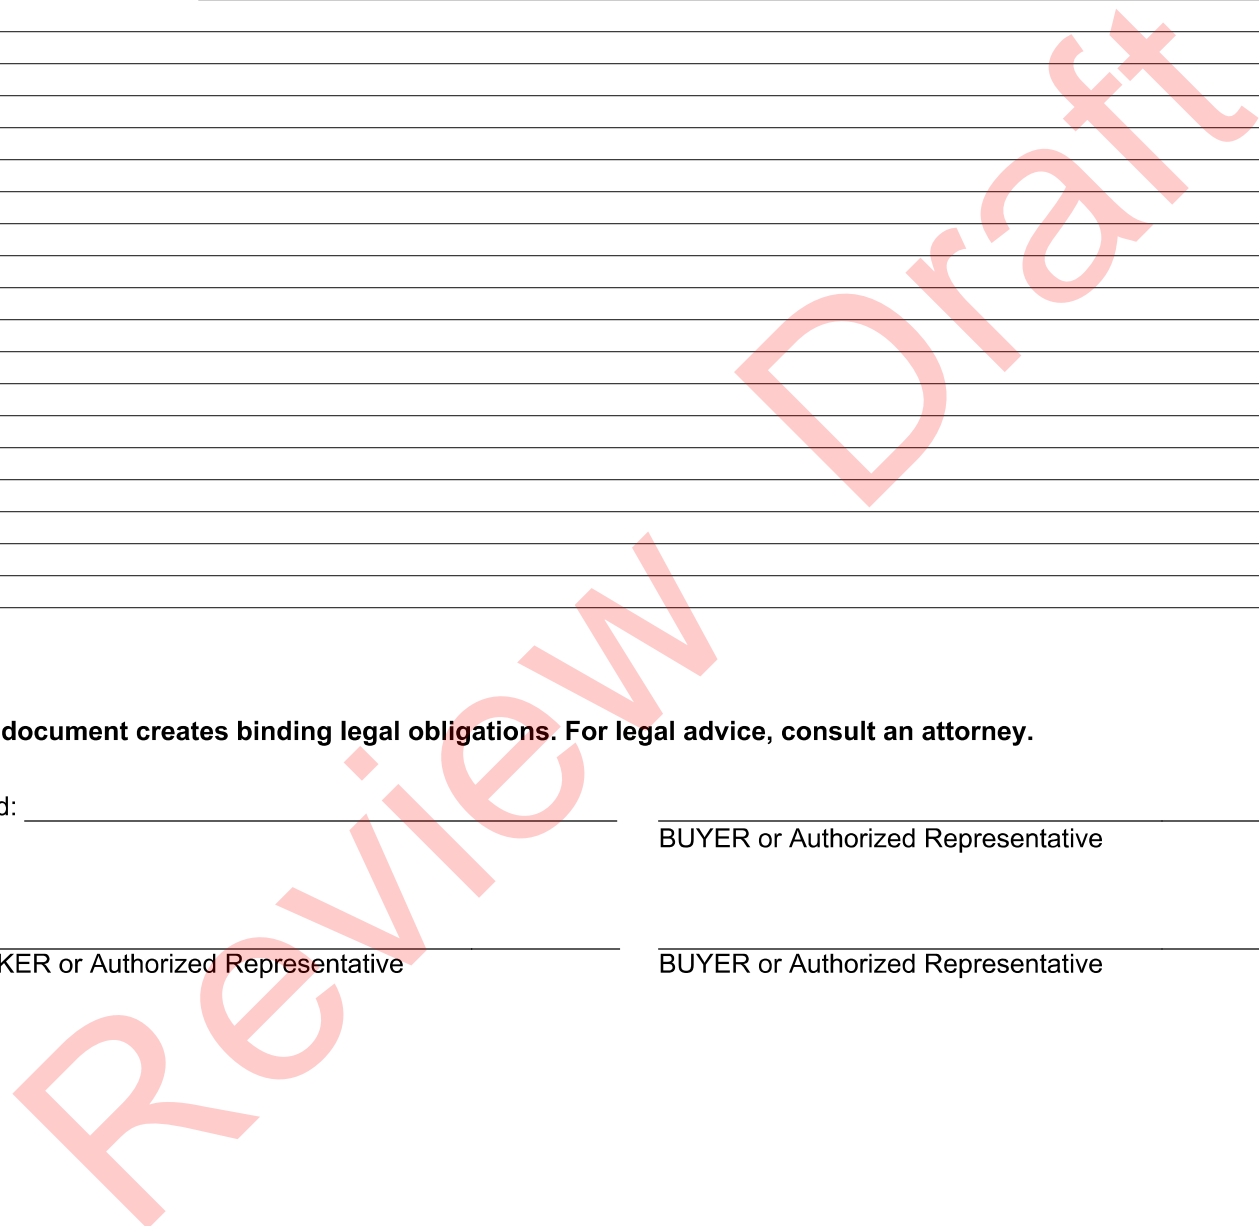 document creates binding legal obligations. For legal advice, consult an attorney.
d:
BUYER or Authorized Representative
KER or Authorized Representative BUYER or Authorized Representative
Review Draft